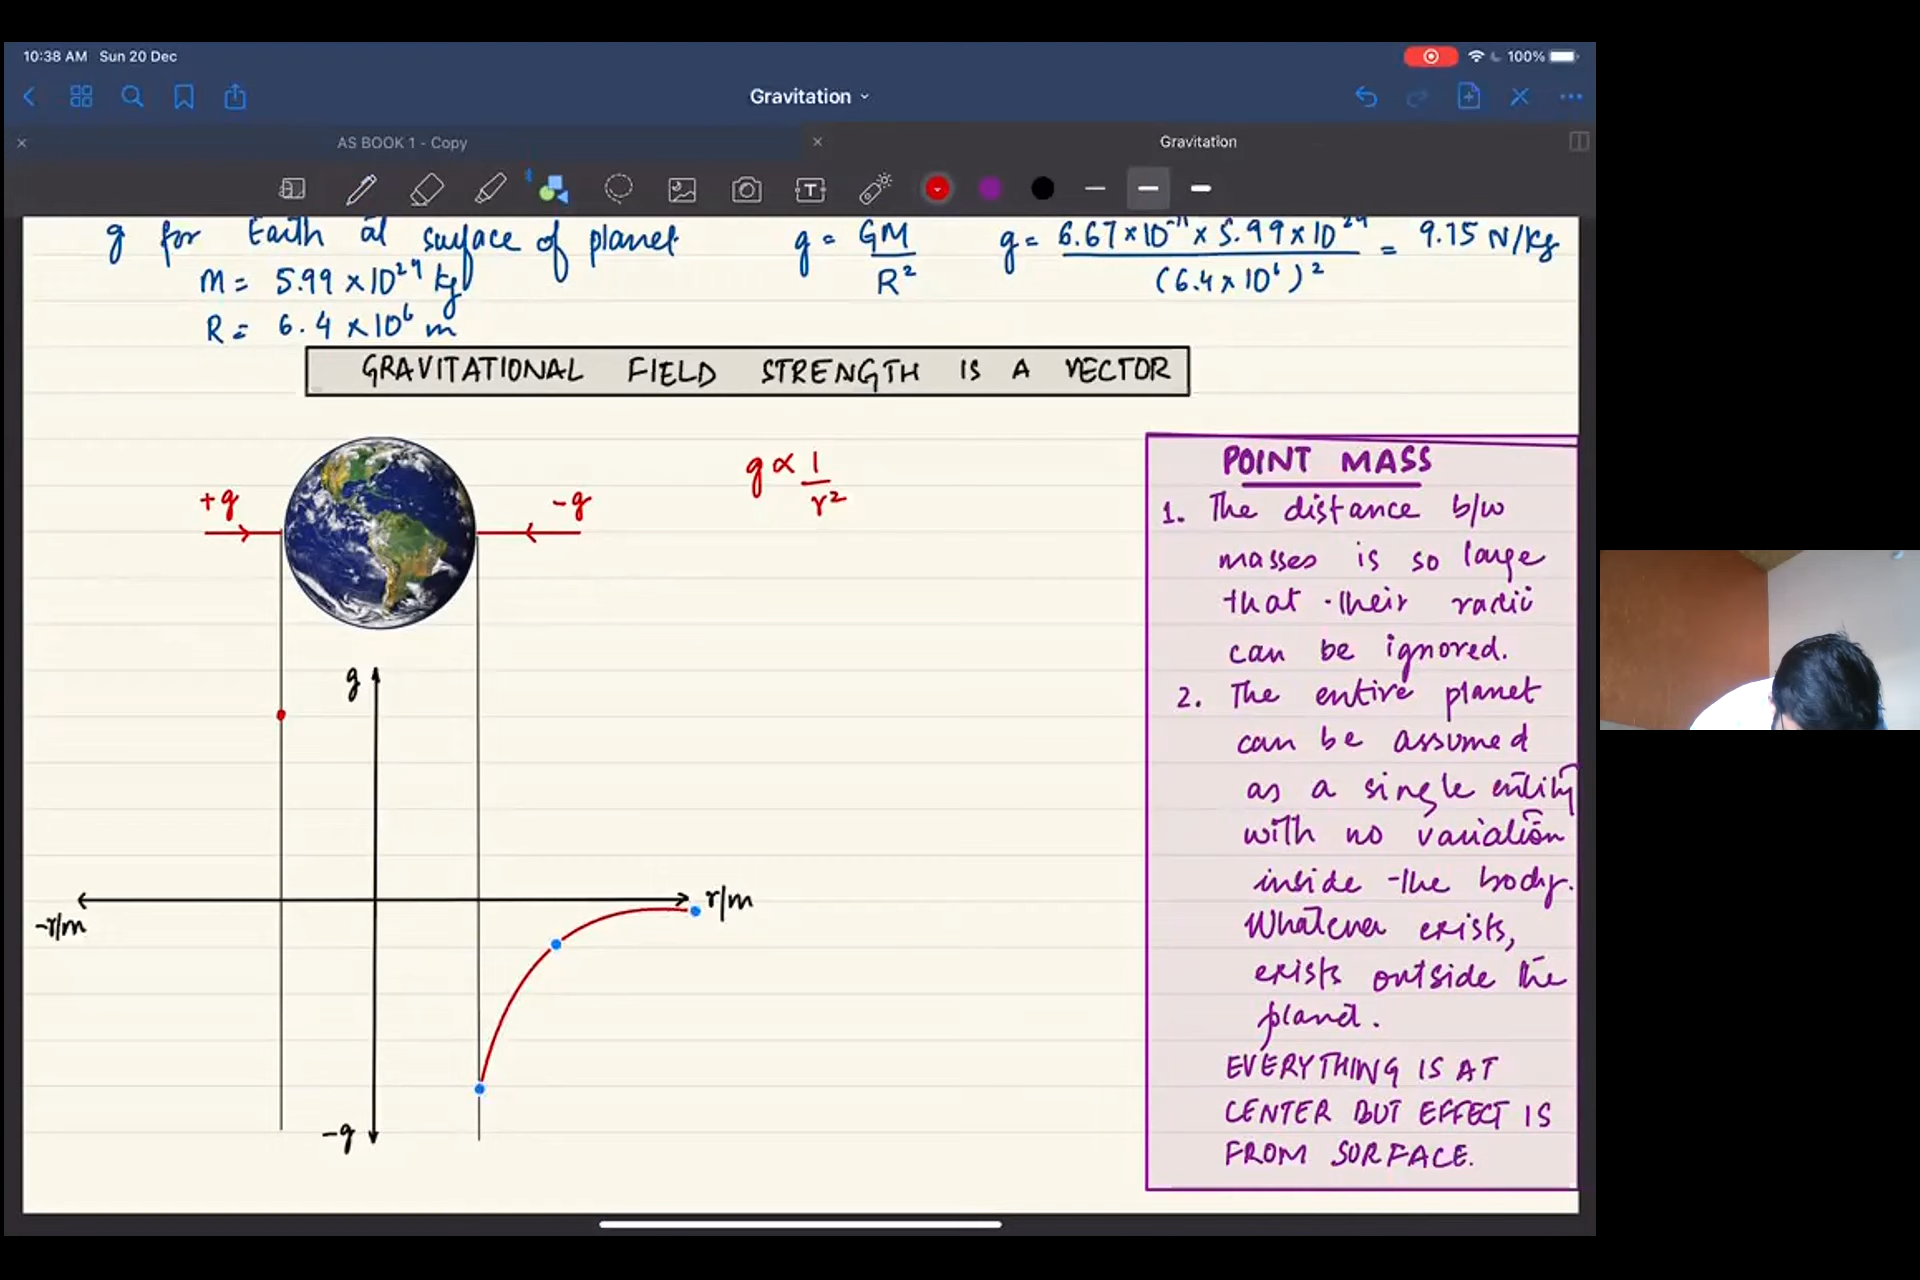 10:38 AM Sun 20 Dec
100%
Gravitation
AS BOOK 1 - Copy
Gravitation
T
g for Earth at surface of planet g = GM/R² g = 6.67×10⁻¹¹ × 5.99×10²⁴/(6.4×10⁶)² = 9.75 N/kg
M = 5.99 ×10²⁴ kg
R = 6.4 ×10⁶ m
GRAVITATIONAL FIELD STRENGTH IS A VECTOR
+g
-g
g ∝ 1/r²
g
r/m
-r/m
-g
POINT MASS
1. The distance b/w
masses is so large
that their radii
can be ignored.
2. The entire planet
can be assumed
as a single entity
with no variation
inside the body.
Whatever exists,
exists outside the
planet.
EVERYTHING IS AT
CENTER BUT EFFECT IS
FROM SURFACE.